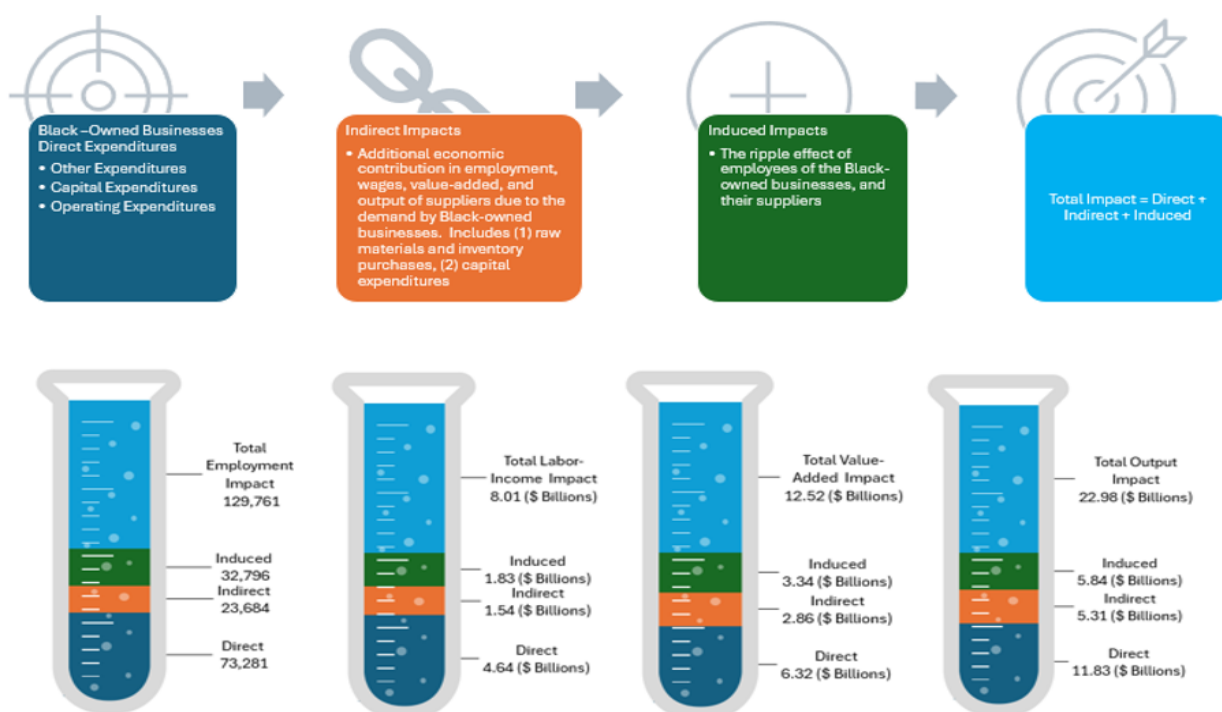 Black –Owned Businesses
Direct Expenditures
• Other Expenditures
• Capital Expenditures
• Operating Expenditures
Indirect Impacts
• Additional economic
contribution in employment,
wages, value-added, and
output of suppliers due to the
demand by Black-owned
businesses. Includes (1) raw
materials and inventory
purchases, (2) capital
expenditures
Induced Impacts
• The ripple effect of
employees of the Black-
owned businesses, and
their suppliers
Total Impact = Direct +
Indirect + Induced
Total
Employment
Impact
129,761
Induced
32,796
Indirect
23,684
Direct
73,281
Total Labor-
Income Impact
8.01 ($ Billions)
Induced
1.83 ($ Billions)
Indirect
1.54 ($ Billions)
Direct
4.64 ($ Billions)
Total Value-
Added Impact
12.52 ($ Billions)
Induced
3.34 ($ Billions)
Indirect
2.86 ($ Billions)
Direct
6.32 ($ Billions)
Total Output
Impact
22.98 ($ Billions)
Induced
5.84 ($ Billions)
Indirect
5.31 ($ Billions)
Direct
11.83 ($ Billions)